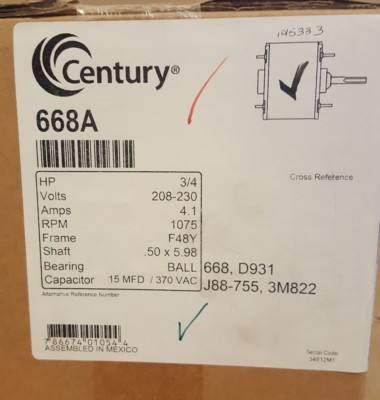 195333
Century®
668A
Cross Reference
HP 3/4
Volts 208-230
Amps 4.1
RPM 1075
Frame F48Y
Shaft .50 x 5.98
Bearing BALL
Capacitor 15 MFD / 370 VAC
668, D931
J88-755, 3M822
Alternative Reference Number
7 86674 01054 4
ASSEMBLED IN MEXICO
Serial Code
34012M1